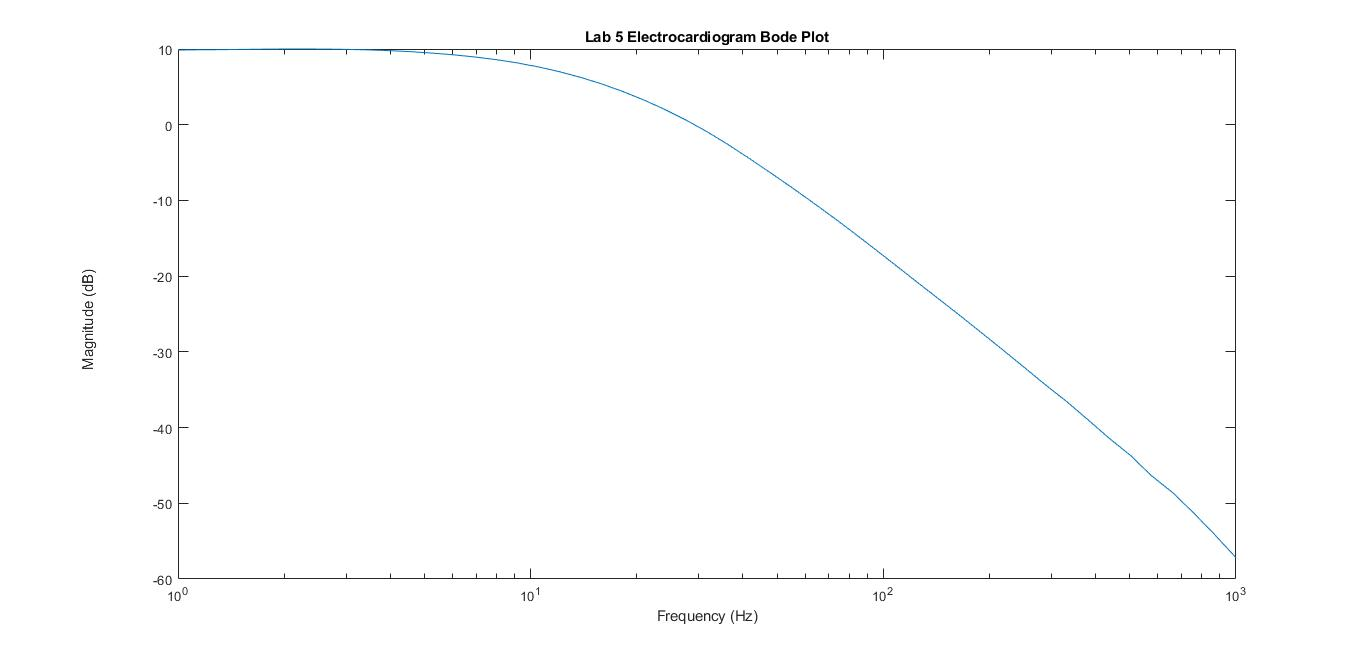 Lab 5 Electrocardiogram Bode Plot
10
0
-10
-20
-30
-40
-50
-60
Magnitude (dB)
10⁰ 10¹ 10² 10³
Frequency (Hz)